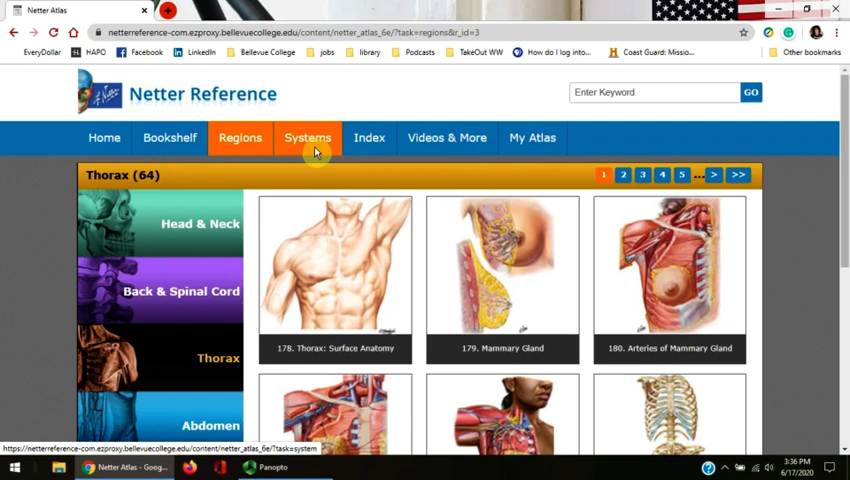 Netter Atlas
netterreference-com.ezproxy.bellevuecollege.edu/content/netter_atlas_6e/?task=regions&r_id=3
EveryDollar HAPO Facebook LinkedIn Bellevue College jobs library Podcasts TakeOut WW How do I log into... Coast Guard: Missio... Other bookmarks
Netter Reference
Enter Keyword GO
Home Bookshelf Regions Systems Index Videos & More My Atlas
Thorax (64) 1 2 3 4 5 ... > >>
Head & Neck
Back & Spinal Cord
Thorax
Abdomen
178. Thorax: Surface Anatomy 179. Mammary Gland 180. Arteries of Mammary Gland
https://netterreference-com.ezproxy.bellevuecollege.edu/content/netter_atlas_6e/?task=system
Netter Atlas - Goog... Panopto 3:36 PM
6/17/2020